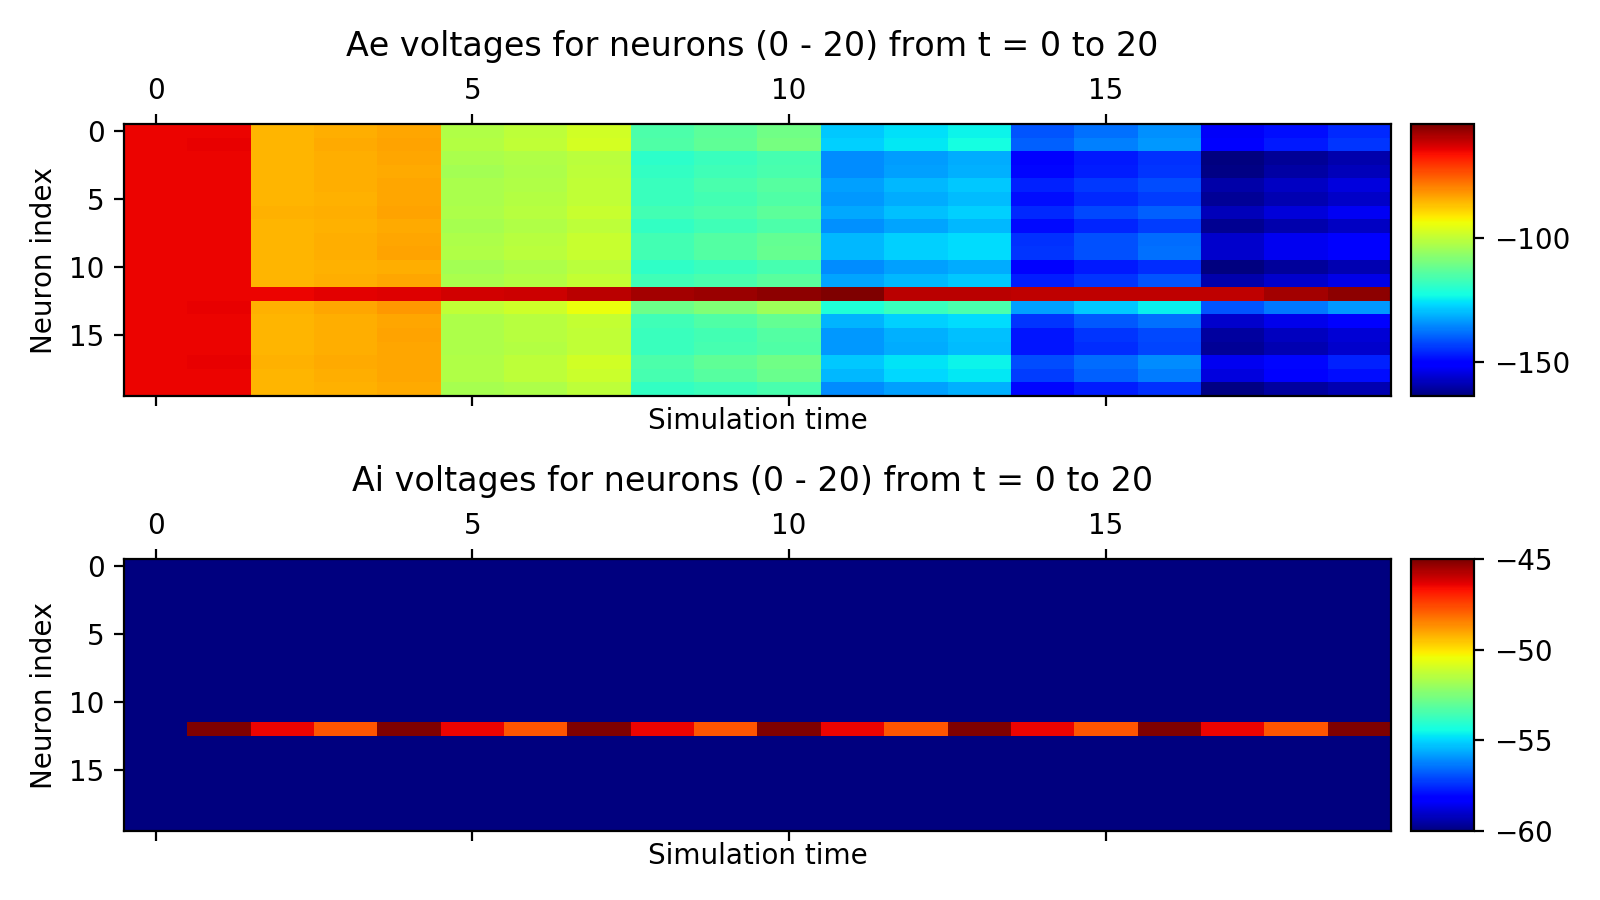 Ae voltages for neurons (0 - 20) from t = 0 to 20
0 5 10 15
Neuron index
0
5
10
15
Simulation time
−100
−150
Ai voltages for neurons (0 - 20) from t = 0 to 20
0 5 10 15
Neuron index
0
5
10
15
Simulation time
−45
−50
−55
−60